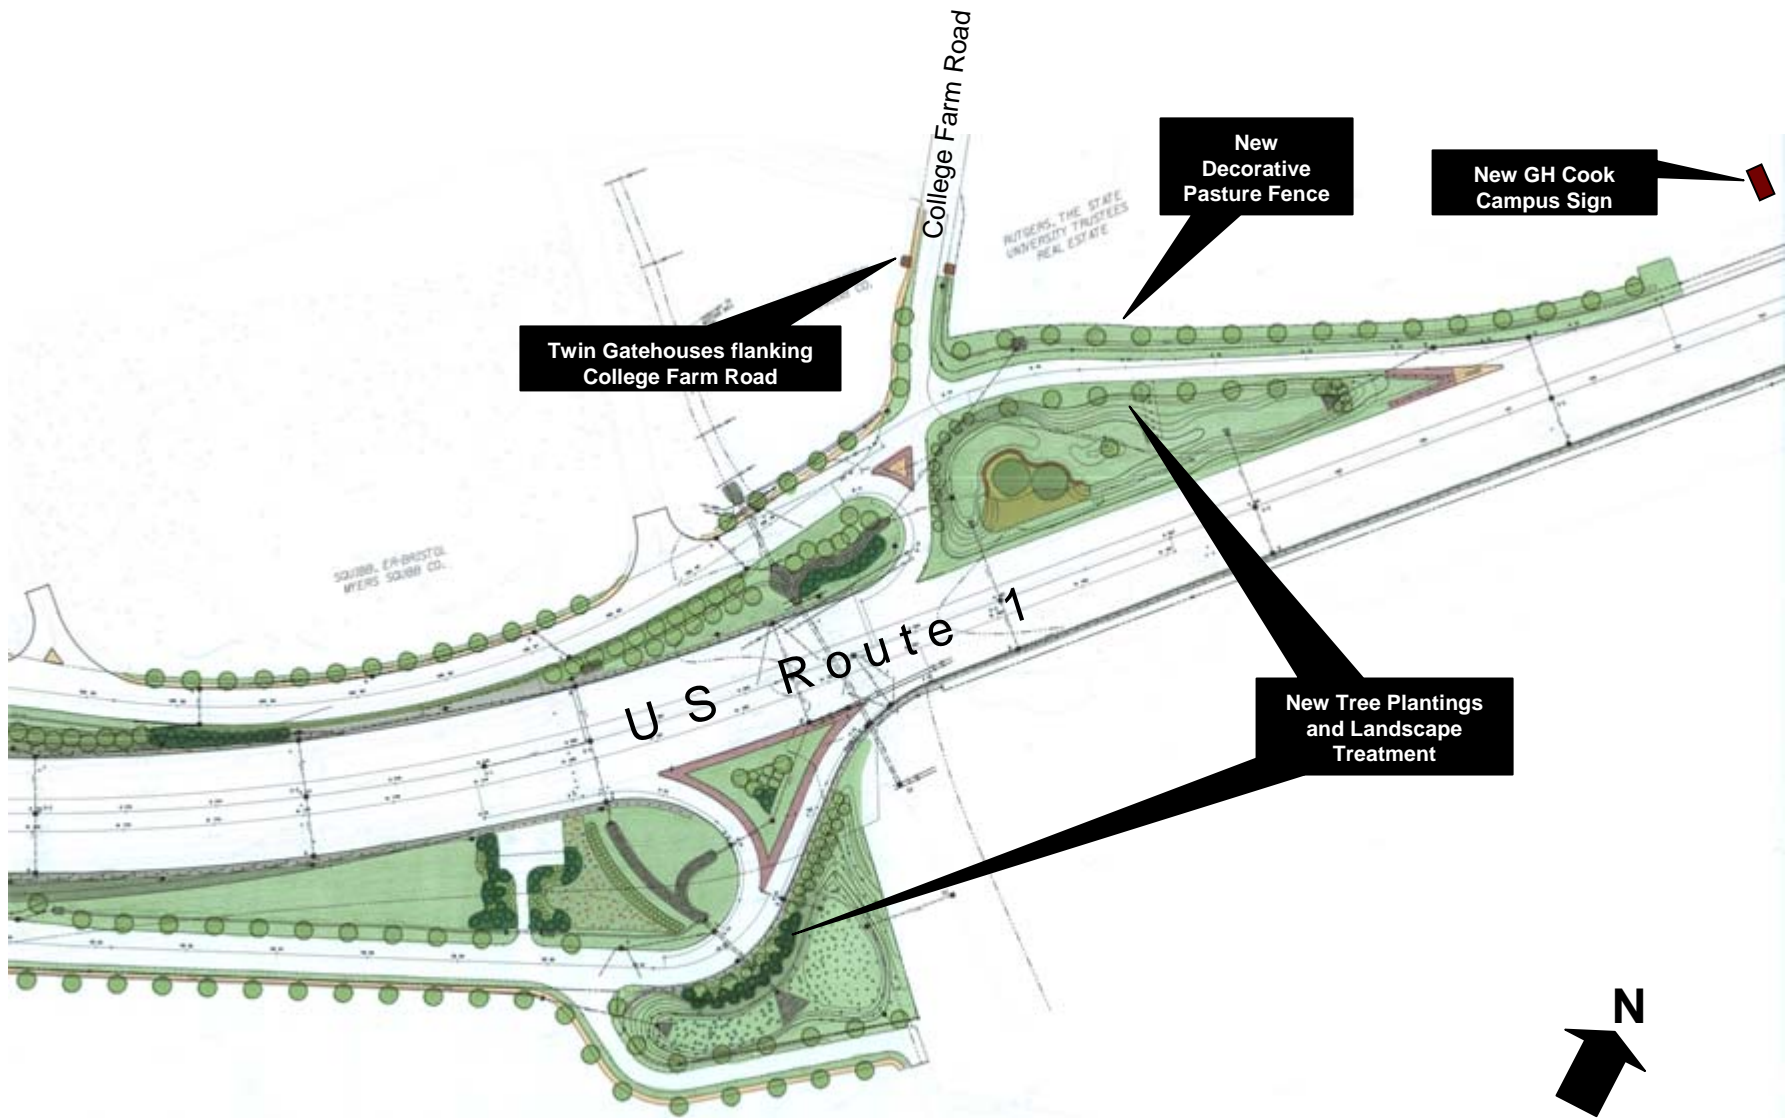 College Farm Road
New
Decorative
Pasture Fence
New GH Cook
Campus Sign
RUTGERS, THE STATE
UNIVERSITY TRUSTEES
REAL ESTATE
Twin Gatehouses flanking
College Farm Road
SQUIBB, ER-BRISTOL
MYERS SQUBB CO.
US Route 1
New Tree Plantings
and Landscape
Treatment
N